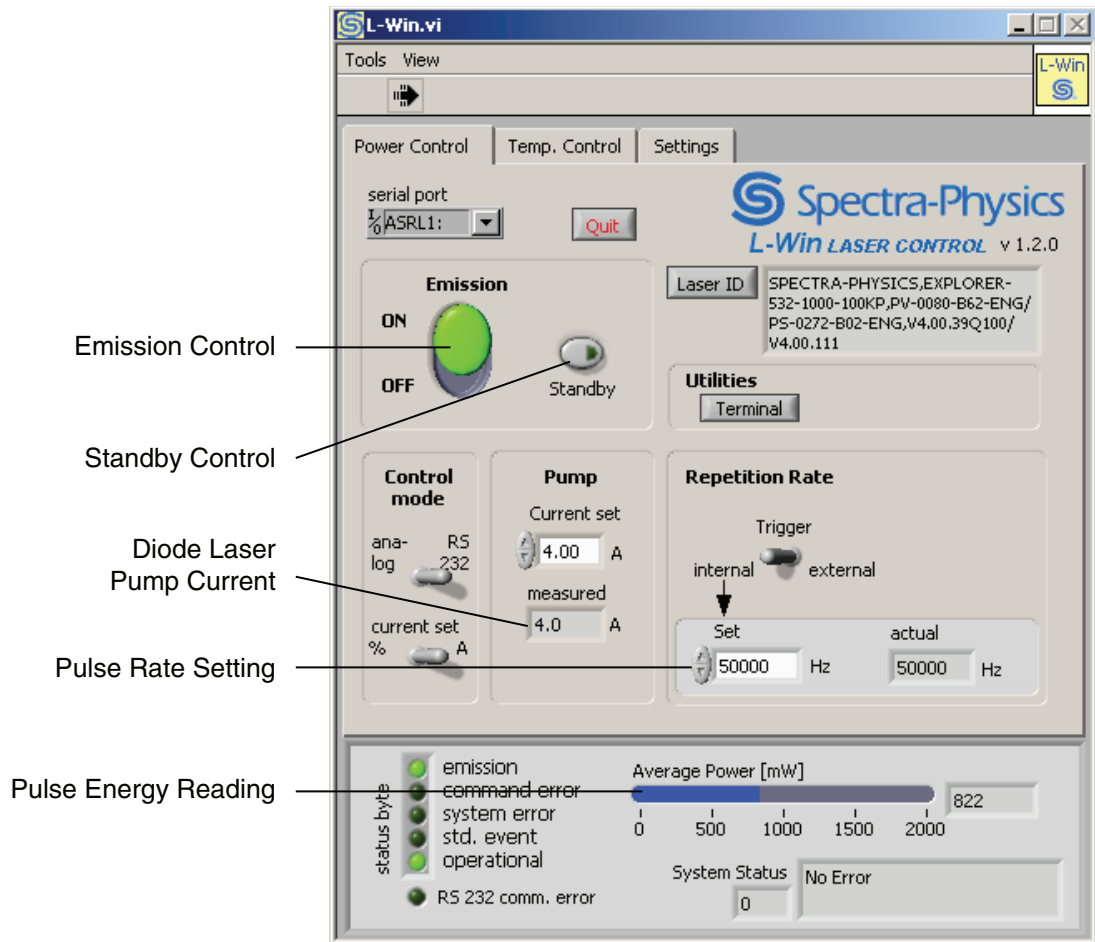 L-Win.vi
Tools View
L-Win
Power Control
Temp. Control
Settings
serial port
I/O ASRL1:
Quit
Spectra-Physics
L-Win LASER CONTROL v 1.2.0
Emission
ON
OFF
Standby
Laser ID
SPECTRA-PHYSICS,EXPLORER-
532-1000-100KP,PV-0080-B62-ENG/
PS-0272-B02-ENG,V4.00.39Q100/
V4.00.111
Utilities
Terminal
Emission Control
Standby Control
Diode Laser
Pump Current
Pulse Rate Setting
Pulse Energy Reading
Control
mode
ana- RS
log 232
current set
% A
Pump
Current set
4.00 A
measured
4.0 A
Repetition Rate
Trigger
internal external
Set actual
50000 Hz 50000 Hz
status byte
emission
command error
system error
std. event
operational
RS 232 comm. error
Average Power [mW]
822
0 500 1000 1500 2000
System Status
0
No Error